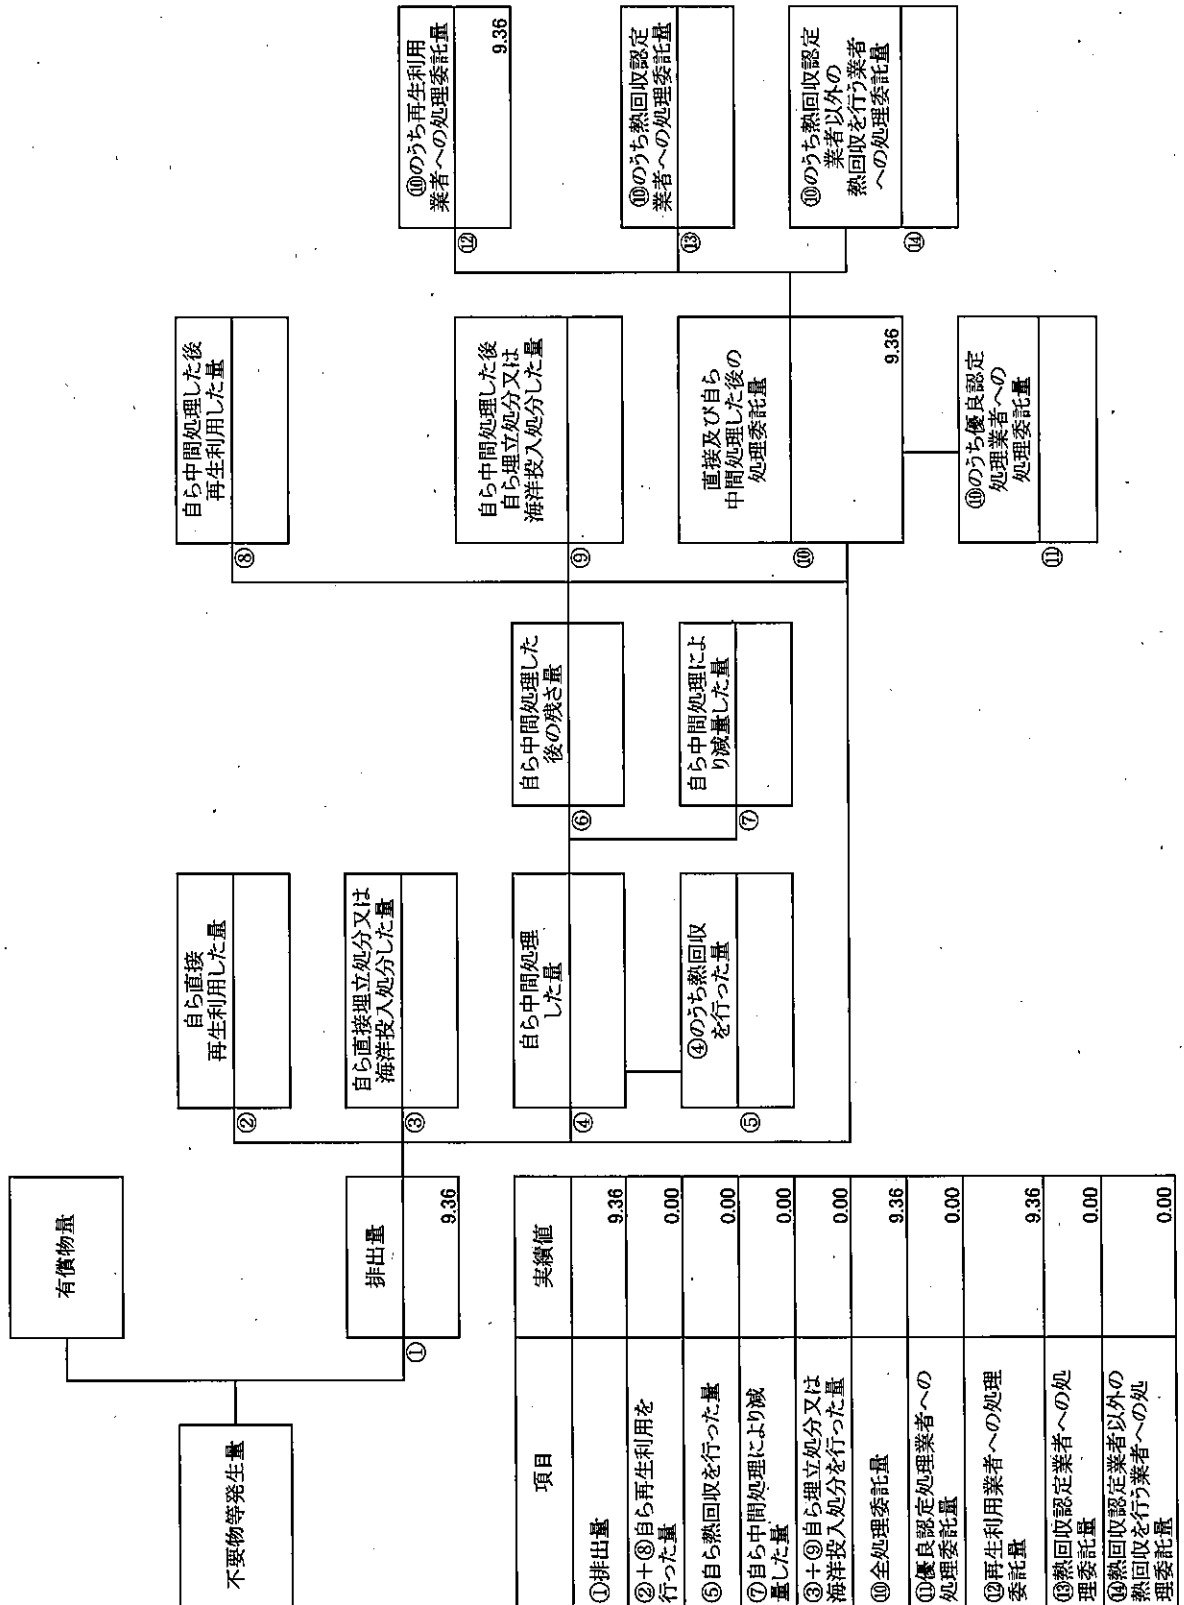 不要物等発生量
有償物量
①
排出量
9.36
②
自ら直接
再生利用した量
③
自ら直接埋立処分又は
海洋投入処分した量
④
自ら中間処理
した量
⑤
④のうち熱回収
を行った量
⑥
自ら中間処理した
後の残さ量
⑦
自ら中間処理によ
り減量した量
⑧
自ら中間処理した後
再生利用した量
⑨
自ら中間処理した後
自ら埋立処分又は
海洋投入処分した量
⑩
直接及び自ら
中間処理した後の
処理委託量
9.36
⑪
⑩のうち優良認定
処理業者への
処理委託量
⑫
⑩のうち再生利用
業者への処理委託量
9.36
⑬
⑩のうち熱回収認定
業者への処理委託量
⑭
⑩のうち熱回収認定
業者以外の
熱回収を行う業者
への処理委託量
項目
実績値
①排出量
9.36
②+⑧自ら再生利用を
行った量
0.00
⑤自ら熱回収を行った量
0.00
⑦自ら中間処理により減
量した量
0.00
③+⑨自ら埋立処分又は
海洋投入処分を行った量
0.00
⑩全処理委託量
9.36
⑪優良認定処理業者への
処理委託量
0.00
⑫再生利用業者への処理
委託量
9.36
⑬熱回収認定業者への処
理委託量
0.00
⑭熱回収認定業者以外の
熱回収を行う業者への処
理委託量
0.00